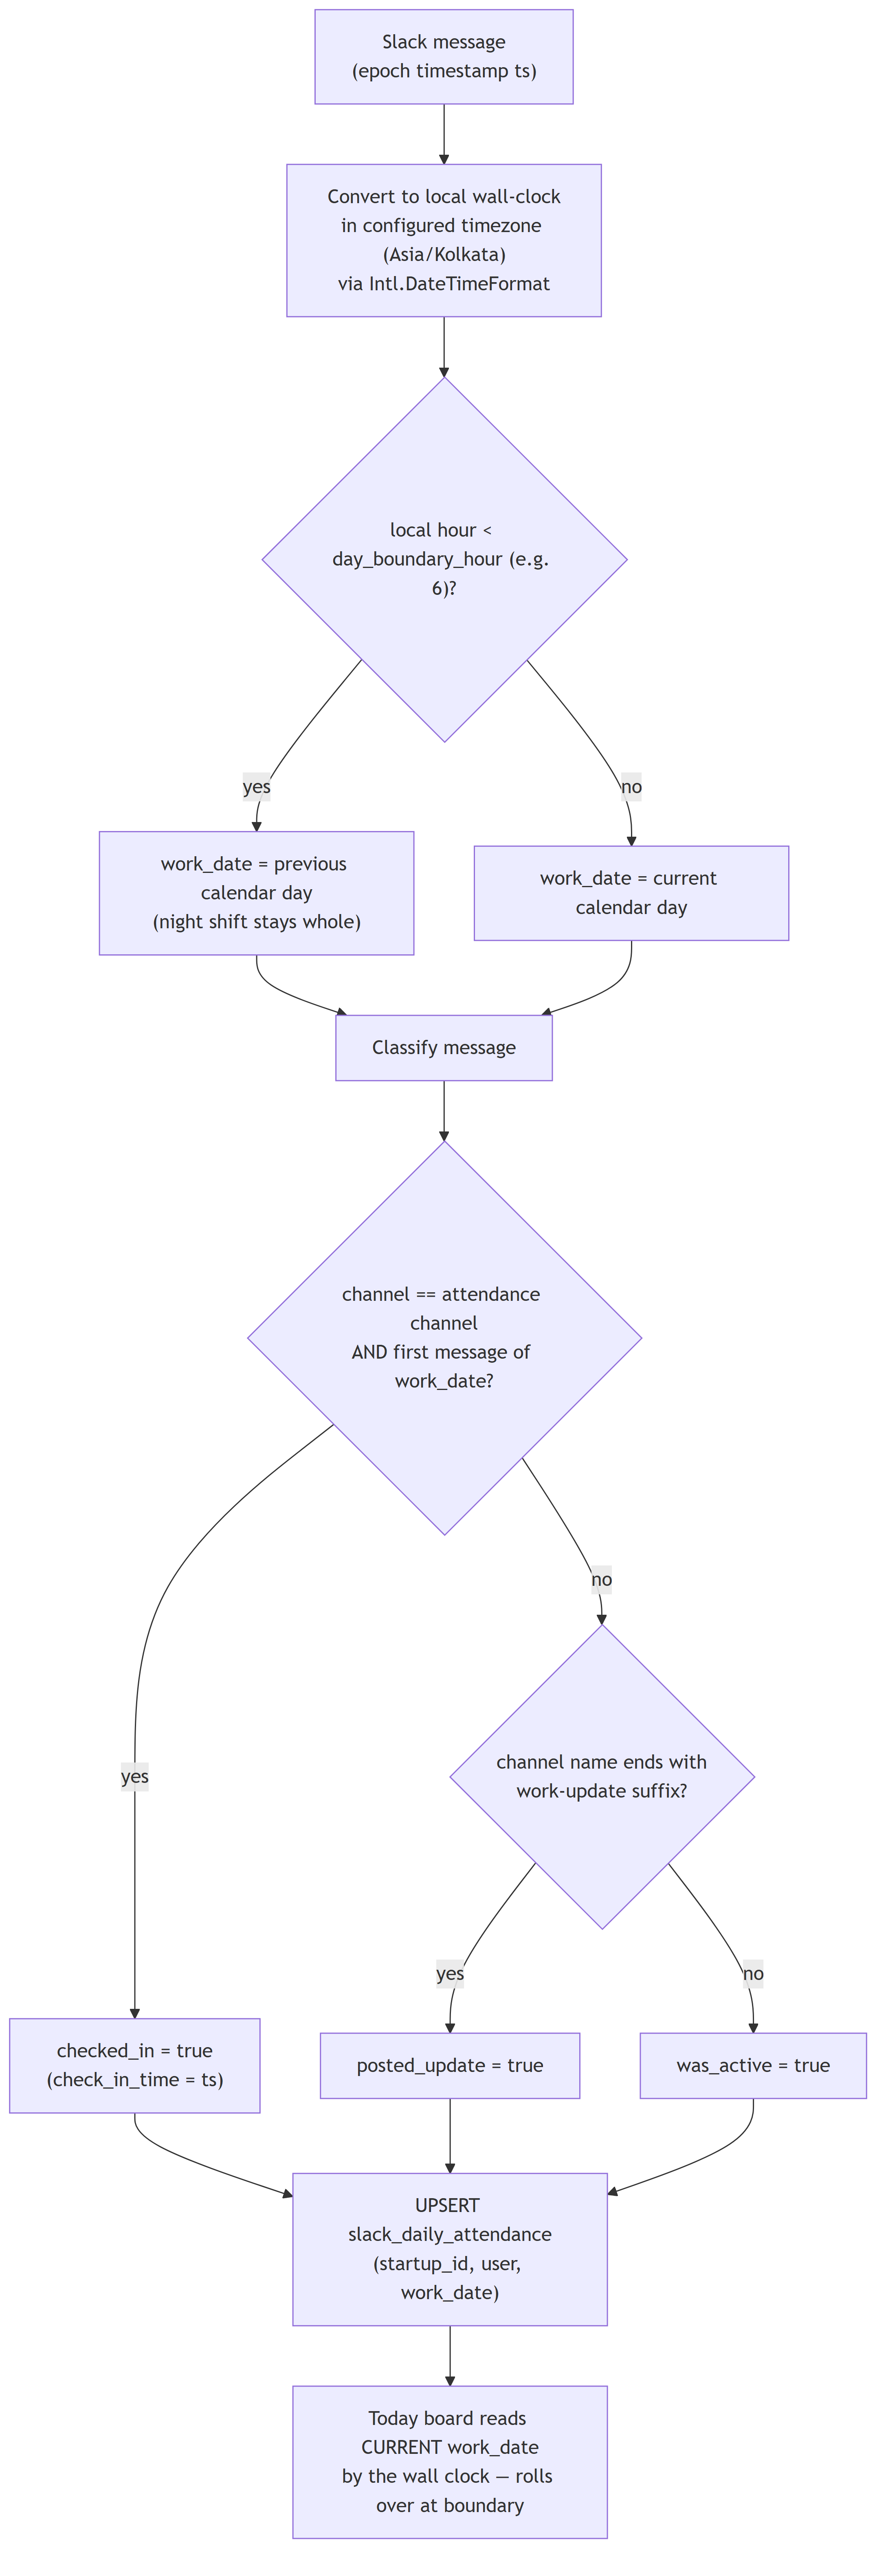 Slack message
(epoch timestamp ts)
Convert to local wall-clock
in configured timezone
(Asia/Kolkata)
via Intl.DateTimeFormat
local hour <
day_boundary_hour (e.g.
6)?
yes
no
work_date = previous
calendar day
(night shift stays whole)
work_date = current
calendar day
Classify message
channel == attendance
channel
AND first message of
work_date?
no
yes
channel name ends with
work-update suffix?
yes
no
checked_in = true
(check_in_time = ts)
posted_update = true
was_active = true
UPSERT
slack_daily_attendance
(startup_id, user,
work_date)
Today board reads
CURRENT work_date
by the wall clock — rolls
over at boundary